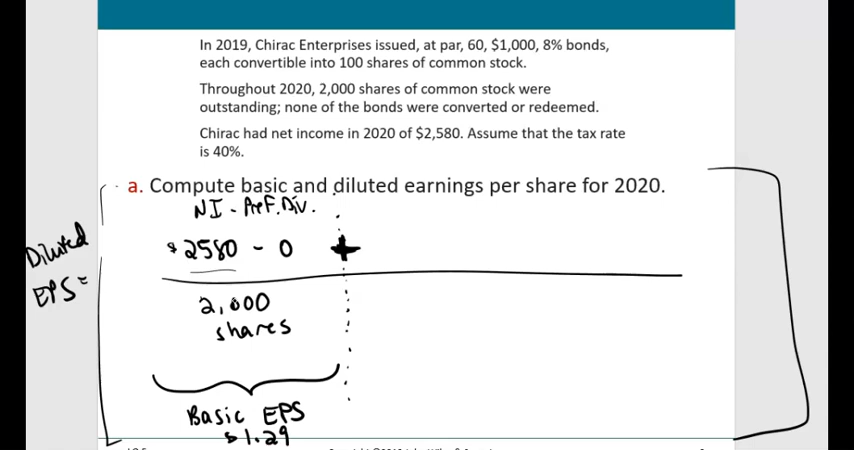 In 2019, Chirac Enterprises issued, at par, 60, $1,000, 8% bonds,
each convertible into 100 shares of common stock.
Throughout 2020, 2,000 shares of common stock were
outstanding; none of the bonds were converted or redeemed.
Chirac had net income in 2020 of $2,580. Assume that the tax rate
is 40%.
a. Compute basic and diluted earnings per share for 2020.
NI - Pref. Div.
Diluted
EPS =
$2580 - 0 +
2,000
shares
Basic EPS
$1.29